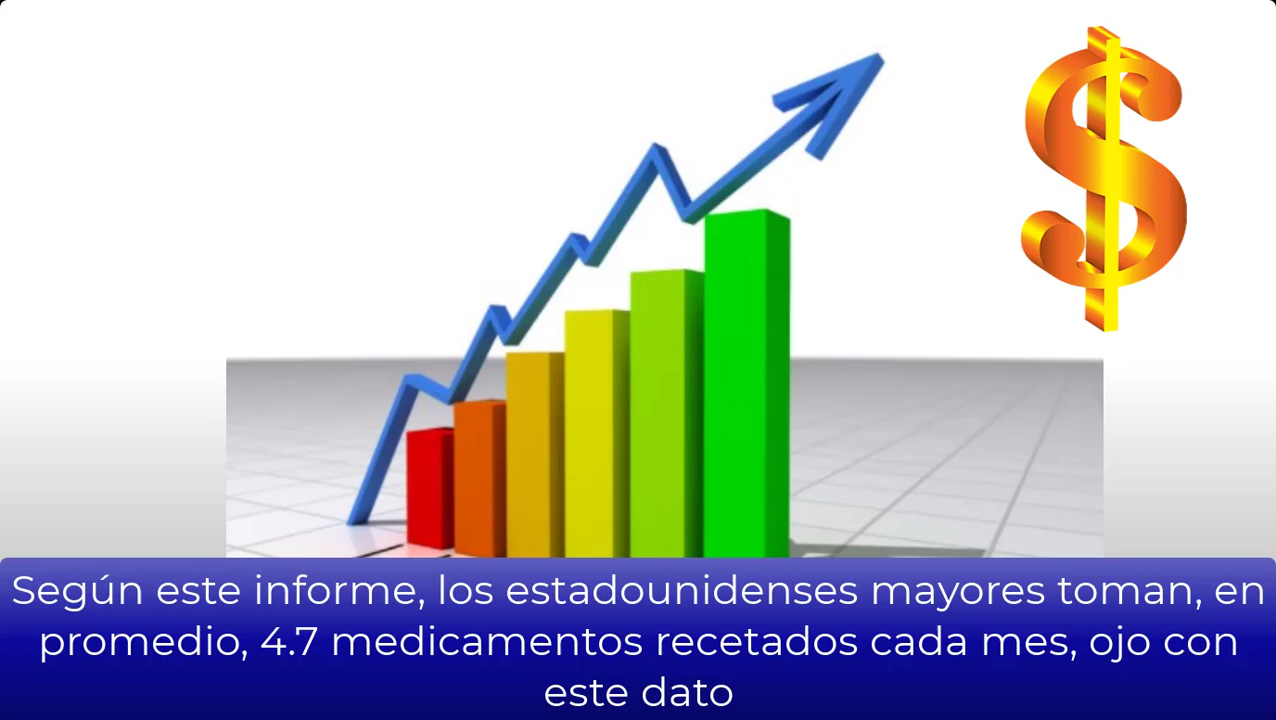 Según este informe, los estadounidenses mayores toman, en
promedio, 4.7 medicamentos recetados cada mes, ojo con
este dato